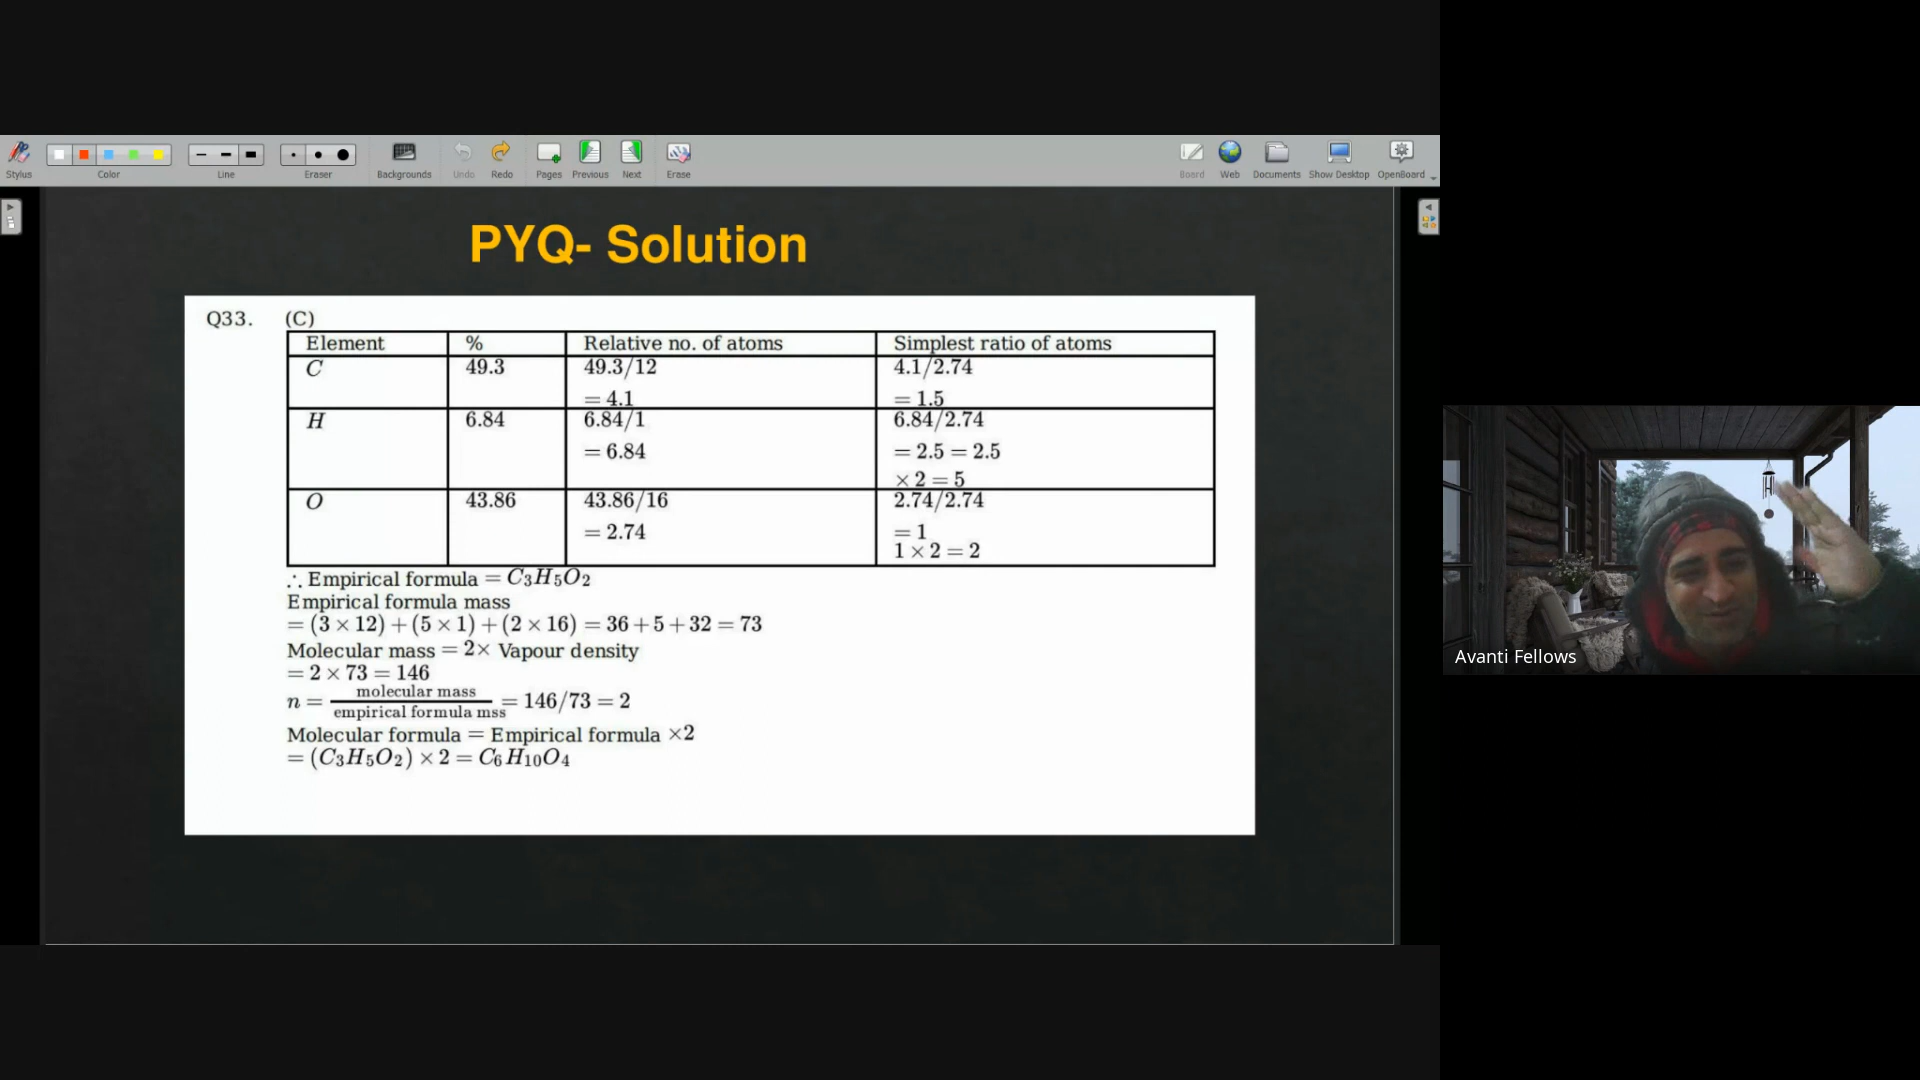 Stylus
Color
Line
Eraser
Backgrounds
Undo
Redo
Pages
Previous
Next
Erase
Board
Web
Documents
Show Desktop
OpenBoard
PYQ- Solution
Q33. (C)
Element % Relative no. of atoms Simplest ratio of atoms
C 49.3 49.3/12 4.1/2.74
= 4.1 = 1.5
H 6.84 6.84/1 6.84/2.74
= 6.84 = 2.5 = 2.5
× 2 = 5
O 43.86 43.86/16 2.74/2.74
= 2.74 = 1
1 × 2 = 2
∴ Empirical formula = C₃H₅O₂
Empirical formula mass
= (3 × 12) + (5 × 1) + (2 × 16) = 36 + 5 + 32 = 73
Molecular mass = 2× Vapour density
= 2 × 73 = 146
n = molecular mass / empirical formula mss = 146/73 = 2
Molecular formula = Empirical formula ×2
= (C₃H₅O₂) × 2 = C₆H₁₀O₄
Avanti Fellows